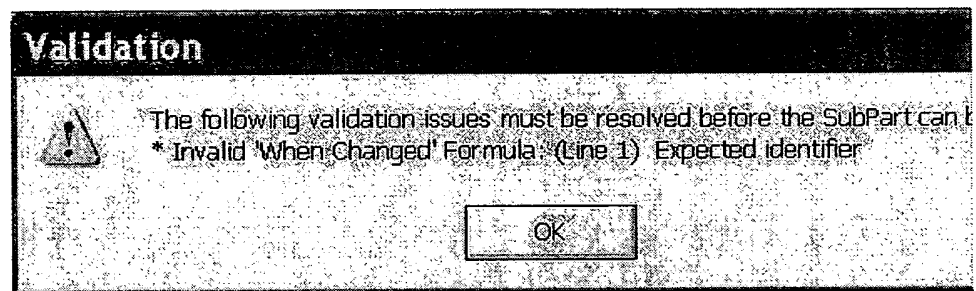 Validation
The following validation issues must be resolved before the SubPart can b
* Invalid 'When-Changed' Formula: (Line 1) Expected identifier
OK